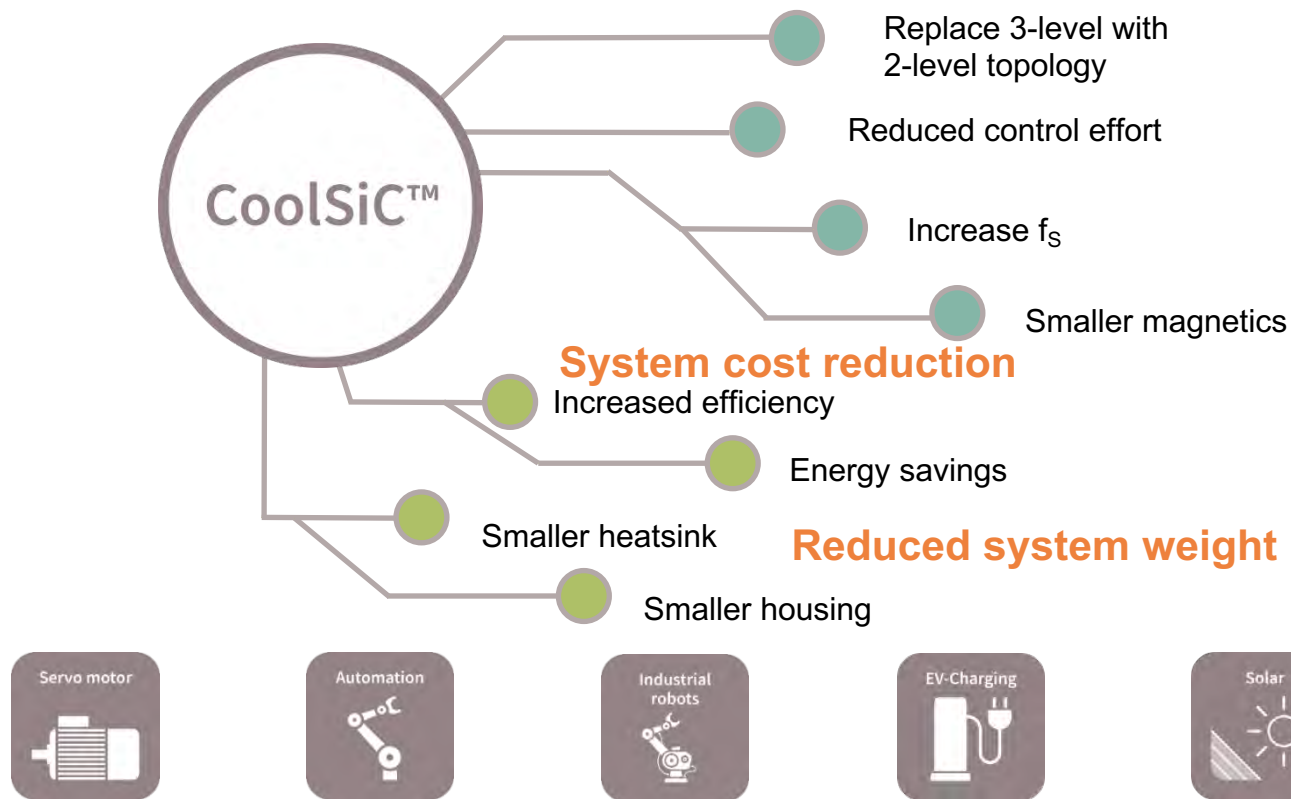 Replace 3-level with
2-level topology
Reduced control effort
CoolSiC™
Increase fS
Smaller magnetics
System cost reduction
Increased efficiency
Energy savings
Smaller heatsink
Reduced system weight
Smaller housing
Servo motor
Automation
Industrial
robots
EV-Charging
Solar